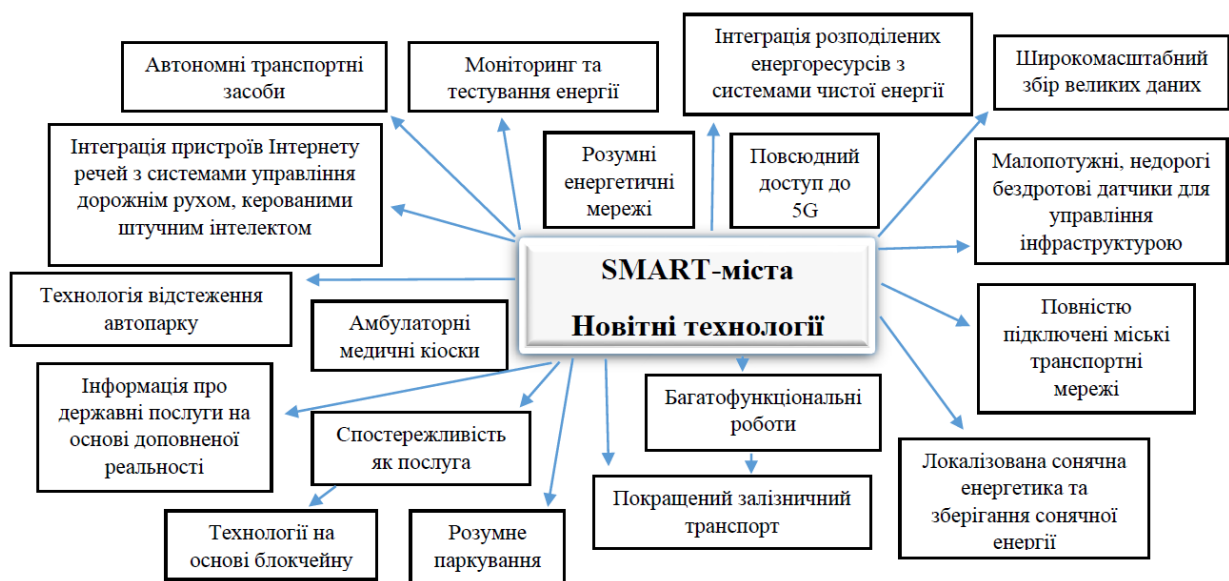 Автономні транспортні
засоби
Моніторинг та
тестування енергії
Інтеграція розподілених
енергоресурсів з
системами чистої енергії
Широкомасштабний
збір великих даних
Інтеграція пристроїв Інтернету
речей з системами управління
дорожнім рухом, керованими
штучним інтелектом
Розумні
енергетичні
мережі
Повсюдний
доступ до
5G
Малопотужні, недорогі
бездротові датчики для
управління
інфраструктурою
SMART-міста
Новітні технології
Технологія відстеження
автопарку
Амбулаторні
медичні кіоски
Повністю
підключені міські
транспортні
мережі
Інформація про
державні послуги на
основі доповненої
реальності
Спостережливість
як послуга
Багатофункціональні
роботи
Локалізована сонячна
енергетика та
зберігання сонячної
енергії
Технології на
основі блокчейну
Розумне
паркування
Покращений залізничний
транспорт